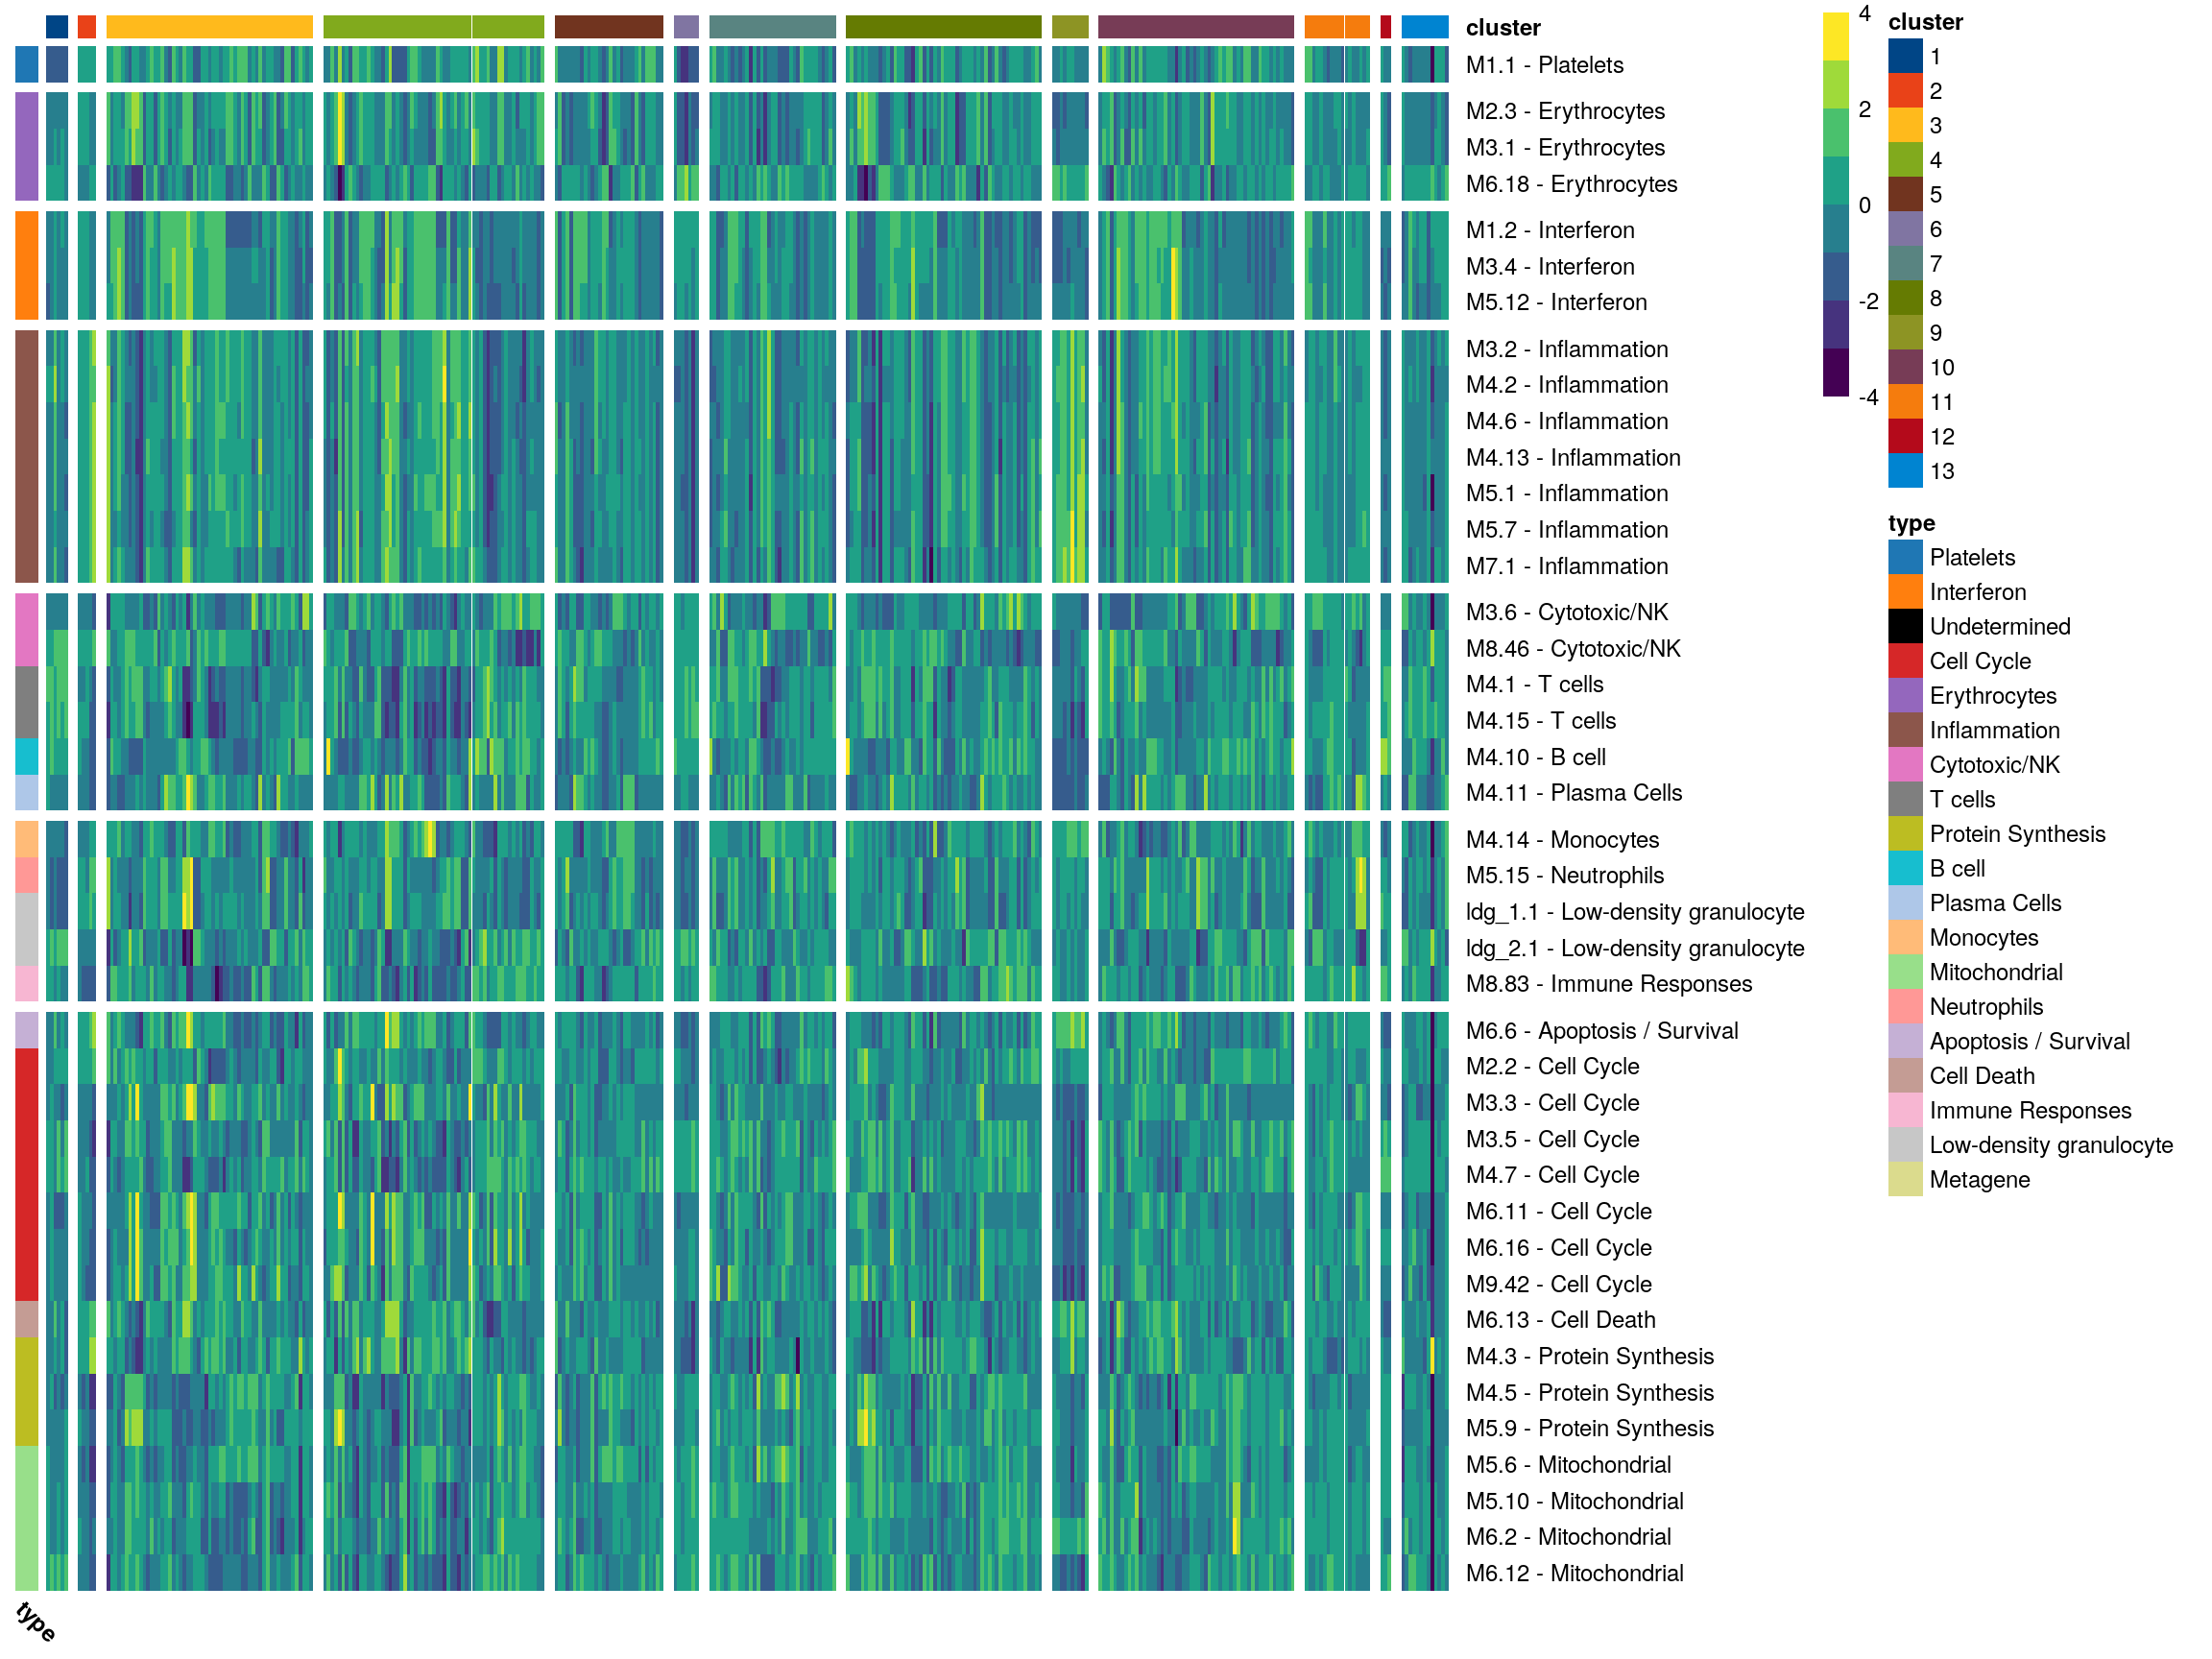 cluster
M1.1 - Platelets
M2.3 - Erythrocytes
M3.1 - Erythrocytes
M6.18 - Erythrocytes
M1.2 - Interferon
M3.4 - Interferon
M5.12 - Interferon
M3.2 - Inflammation
M4.2 - Inflammation
M4.6 - Inflammation
M4.13 - Inflammation
M5.1 - Inflammation
M5.7 - Inflammation
M7.1 - Inflammation
M3.6 - Cytotoxic/NK
M8.46 - Cytotoxic/NK
M4.1 - T cells
M4.15 - T cells
M4.10 - B cell
M4.11 - Plasma Cells
M4.14 - Monocytes
M5.15 - Neutrophils
ldg_1.1 - Low-density granulocyte
ldg_2.1 - Low-density granulocyte
M8.83 - Immune Responses
M6.6 - Apoptosis / Survival
M2.2 - Cell Cycle
M3.3 - Cell Cycle
M3.5 - Cell Cycle
M4.7 - Cell Cycle
M6.11 - Cell Cycle
M6.16 - Cell Cycle
M9.42 - Cell Cycle
M6.13 - Cell Death
M4.3 - Protein Synthesis
M4.5 - Protein Synthesis
M5.9 - Protein Synthesis
M5.6 - Mitochondrial
M5.10 - Mitochondrial
M6.2 - Mitochondrial
M6.12 - Mitochondrial
type
4
2
0
-2
-4
cluster
1
2
3
4
5
6
7
8
9
10
11
12
13
type
Platelets
Interferon
Undetermined
Cell Cycle
Erythrocytes
Inflammation
Cytotoxic/NK
T cells
Protein Synthesis
B cell
Plasma Cells
Monocytes
Mitochondrial
Neutrophils
Apoptosis / Survival
Cell Death
Immune Responses
Low-density granulocyte
Metagene